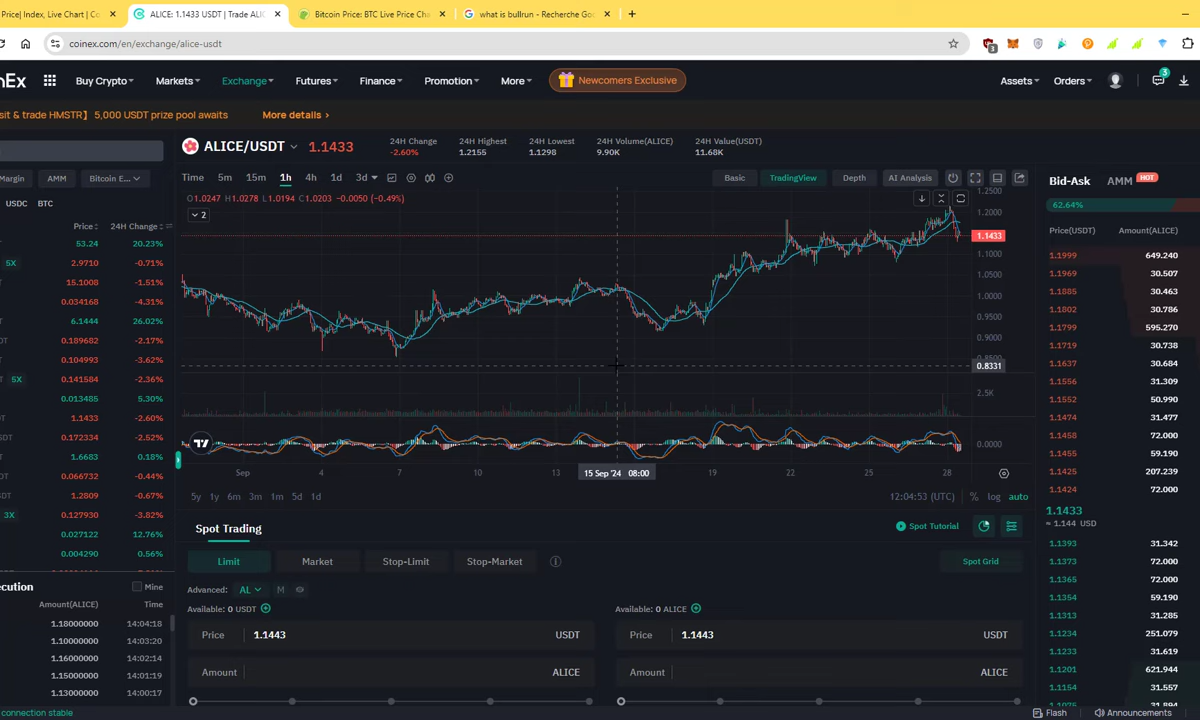 Price| Index, Live Chart | Co
ALICE: 1.1433 USDT | Trade ALIC
Bitcoin Price: BTC Live Price Cha
what is bullrun - Recherche Goo
coinex.com/en/exchange/alice-usdt
3
nEx
Buy Crypto
Markets
Exchange
Futures
Finance
Promotion
More
Newcomers Exclusive
Assets
Orders
3
sit & trade HMSTR】 5,000 USDT prize pool awaits
More details ›
ALICE/USDT
1.1433
24H Change
-2.60%
24H Highest
1.2155
24H Lowest
1.1298
24H Volume(ALICE)
9.90K
24H Value(USDT)
11.68K
Bid-Ask
AMM
HOT
62.64%
Margin
AMM
Bitcoin E...
USDC
BTC
Time
5m
15m
1h
4h
1d
3d
Basic
TradingView
Depth
AI Analysis
O1.0247 H1.0278 L1.0194 C1.0203 -0.0050 (-0.49%)
2
Price
24H Change
53.24 20.23%
5X 2.9710 -0.71%
15.1008 -1.51%
0.034168 -4.31%
6.1444 26.02%
0.189682 -2.17%
0.104993 -3.62%
5X 0.141584 -2.36%
0.013485 5.30%
1.1433 -2.60%
0.172334 -2.52%
1.6683 0.18%
0.066732 -0.44%
1.2809 -0.67%
3X 0.127930 -3.82%
0.027122 12.76%
0.004290 0.56%
1.2500
1.2000
1.1433
1.1000
1.0500
1.0000
0.9500
0.9000
0.8500
0.8331
2.5K
0.0000
Sep
4
7
10
13
15 Sep '24 08:00
19
22
25
28
5y
1y
6m
3m
1m
5d
1d
12:04:53 (UTC)
%
log
auto
Price(USDT)
Amount(ALICE)
1.1999 649.240
1.1969 30.507
1.1885 30.463
1.1802 30.786
1.1799 595.270
1.1719 30.738
1.1637 30.684
1.1556 31.309
1.1552 50.990
1.1474 31.477
1.1458 72.000
1.1455 59.190
1.1425 207.239
1.1424 72.000
1.1433
≈ 1.144 USD
1.1393 31.342
1.1373 72.000
1.1365 72.000
1.1354 59.190
1.1313 31.285
1.1234 251.079
1.1233 31.619
1.1201 621.944
1.1154 31.557
1.1075 31.894
Spot Trading
Spot Tutorial
Limit
Market
Stop-Limit
Stop-Market
Spot Grid
Advanced:
AL
M
Available: 0 USDT
Available: 0 ALICE
Price 1.1443 USDT
Price 1.1443 USDT
Amount ALICE
Amount ALICE
ecution
Mine
Amount(ALICE)
Time
1.18000000 14:04:18
1.10000000 14:03:20
1.16000000 14:02:14
1.15000000 14:01:19
1.13000000 14:00:17
connection stable
Flash
Announcements